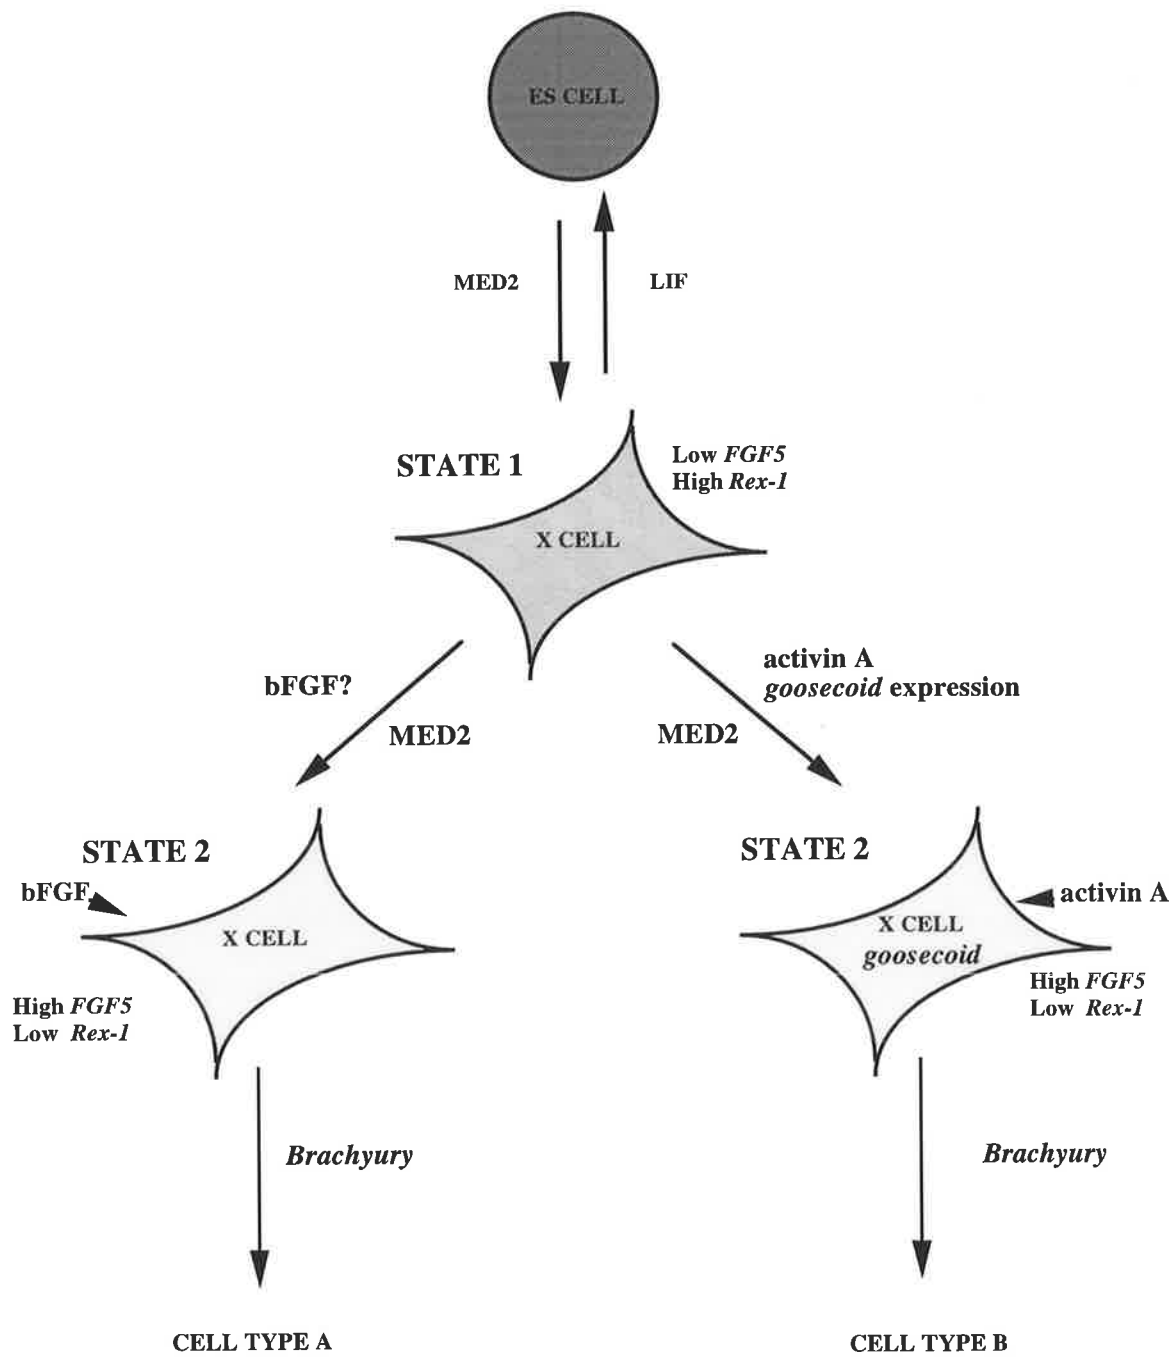 ES CELL
MED2
LIF
STATE 1
Low FGF5
High Rex-1
X CELL
bFGF?
MED2
activin A
goosecoid expression
MED2
STATE 2
bFGF
X CELL
High FGF5
Low Rex-1
STATE 2
activin A
X CELL
goosecoid
High FGF5
Low Rex-1
Brachyury
Brachyury
CELL TYPE A
CELL TYPE B